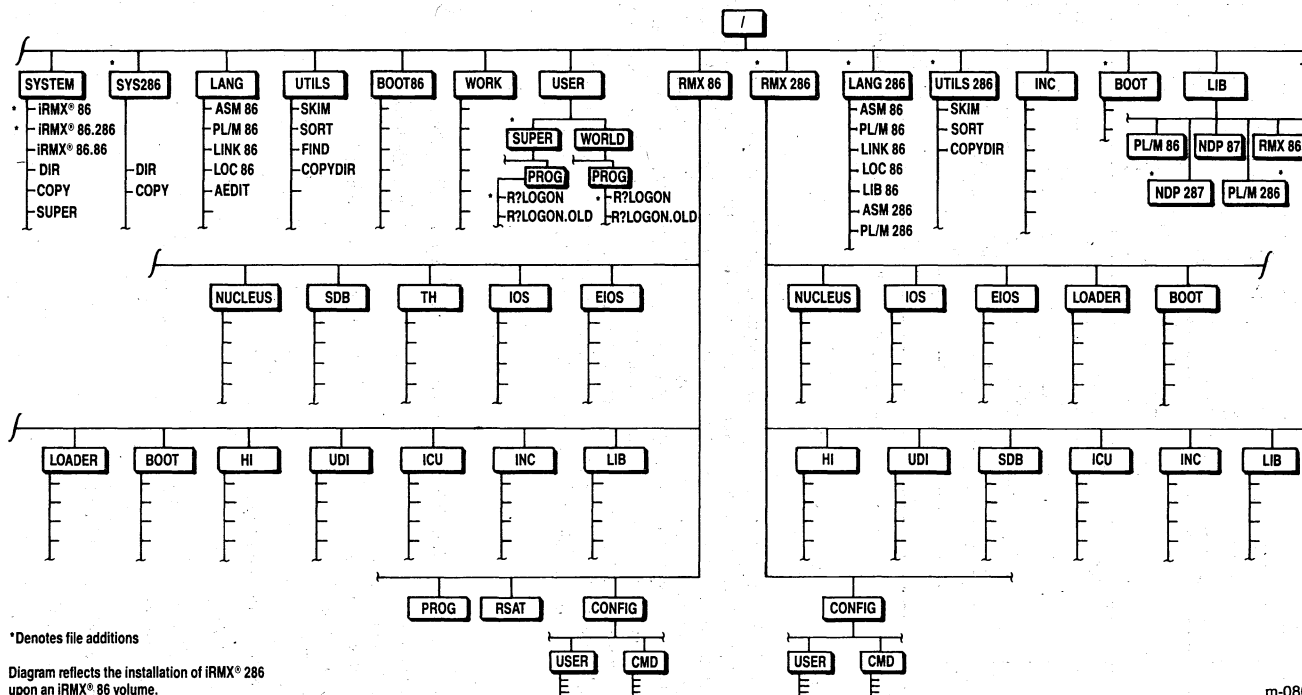 /
SYSTEM
* iRMX® 86
* iRMX® 86.286
iRMX® 86.86
DIR
COPY
SUPER
* SYS286
DIR
COPY
LANG
ASM 86
PL/M 86
LINK 86
LOC 86
AEDIT
UTILS
SKIM
SORT
FIND
COPYDIR
BOOT86
WORK
USER
* SUPER
PROG
* R?LOGON
R?LOGON.OLD
WORLD
PROG
* R?LOGON
R?LOGON.OLD
RMX 86
* RMX 286
* LANG 286
ASM 86
PL/M 86
LINK 86
LOC 86
LIB 86
ASM 286
PL/M 286
* UTILS 286
SKIM
SORT
COPYDIR
INC
* BOOT
LIB
PL/M 86
NDP 87
RMX 86
* NDP 287
PL/M 286 *
NUCLEUS
SDB
TH
IOS
EIOS
NUCLEUS
IOS
EIOS
LOADER
BOOT
LOADER
BOOT
HI
UDI
ICU
INC
LIB
HI
UDI
SDB
ICU
INC
LIB
PROG
RSAT
CONFIG
USER
CMD
CONFIG
USER
CMD
*Denotes file additions
Diagram reflects the installation of iRMX® 286
upon an iRMX® 86 volume.